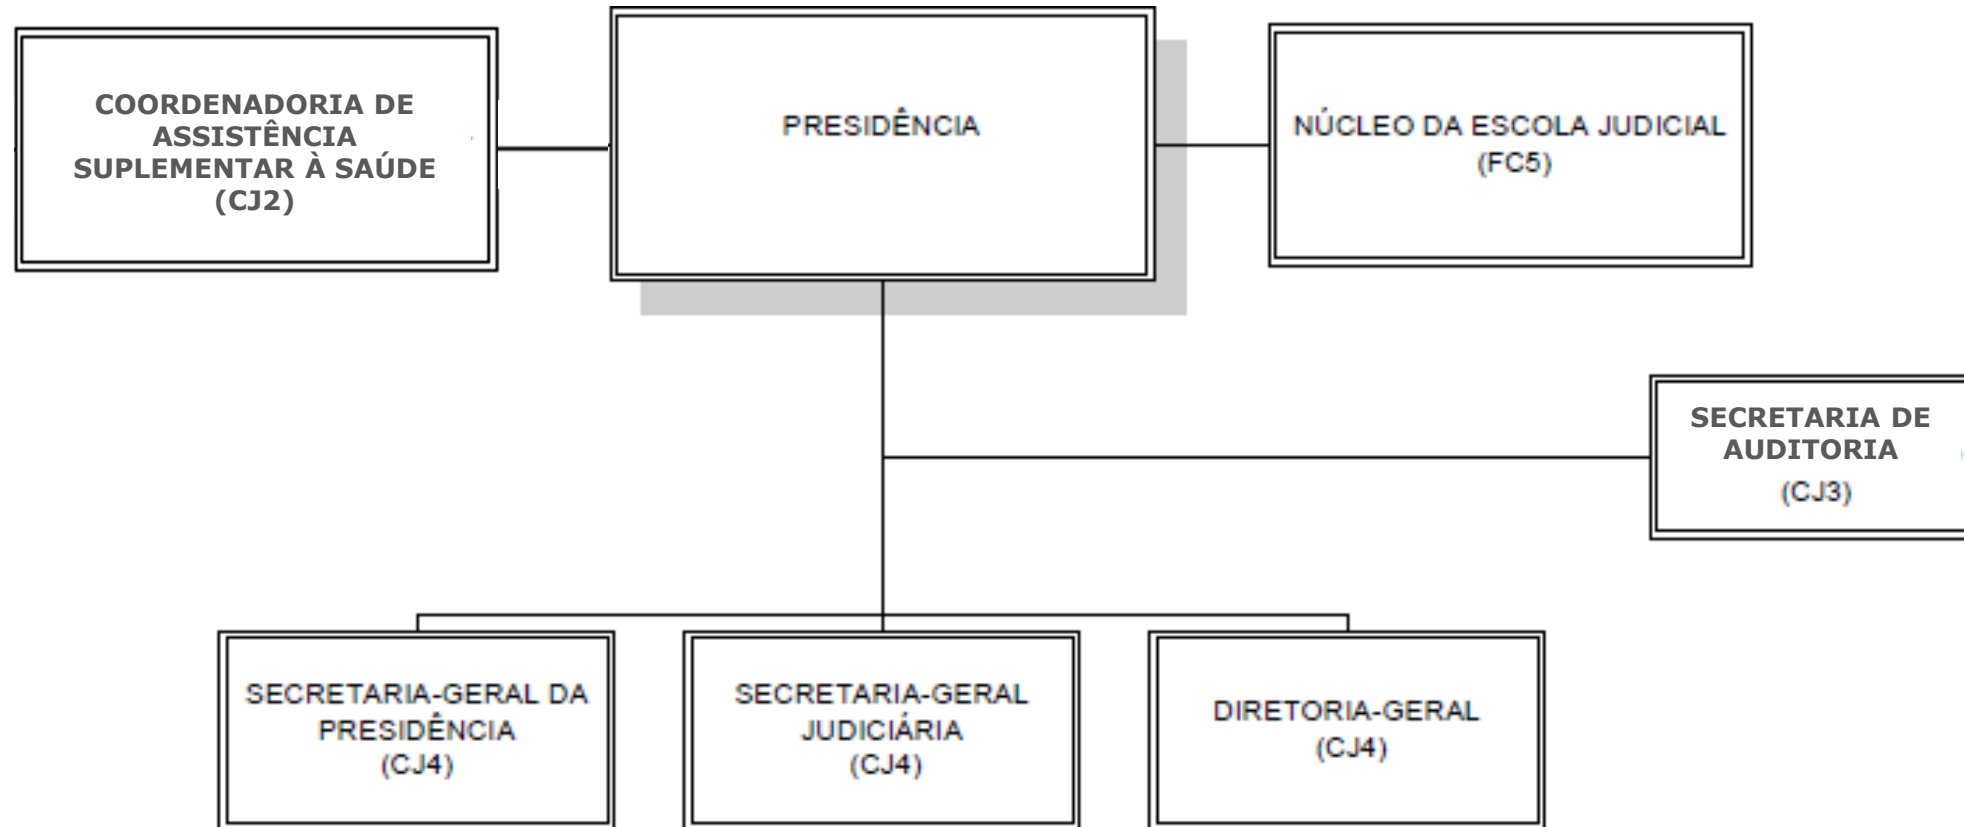 COORDENADORIA DE
ASSISTÊNCIA
SUPLEMENTAR À SAÚDE
(CJ2)
PRESIDÊNCIA
NÚCLEO DA ESCOLA JUDICIAL
(FC5)
SECRETARIA DE
AUDITORIA
(CJ3)
SECRETARIA-GERAL DA
PRESIDÊNCIA
(CJ4)
SECRETARIA-GERAL
JUDICIÁRIA
(CJ4)
DIRETORIA-GERAL
(CJ4)